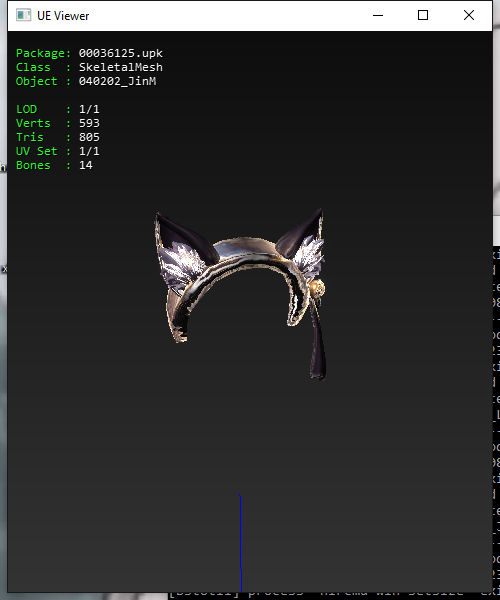 UE Viewer
Package: 00036125.upk
Class : SkeletalMesh
Object : 040202_JinM
LOD : 1/1
Verts : 593
Tris : 805
UV Set : 1/1
Bones : 14